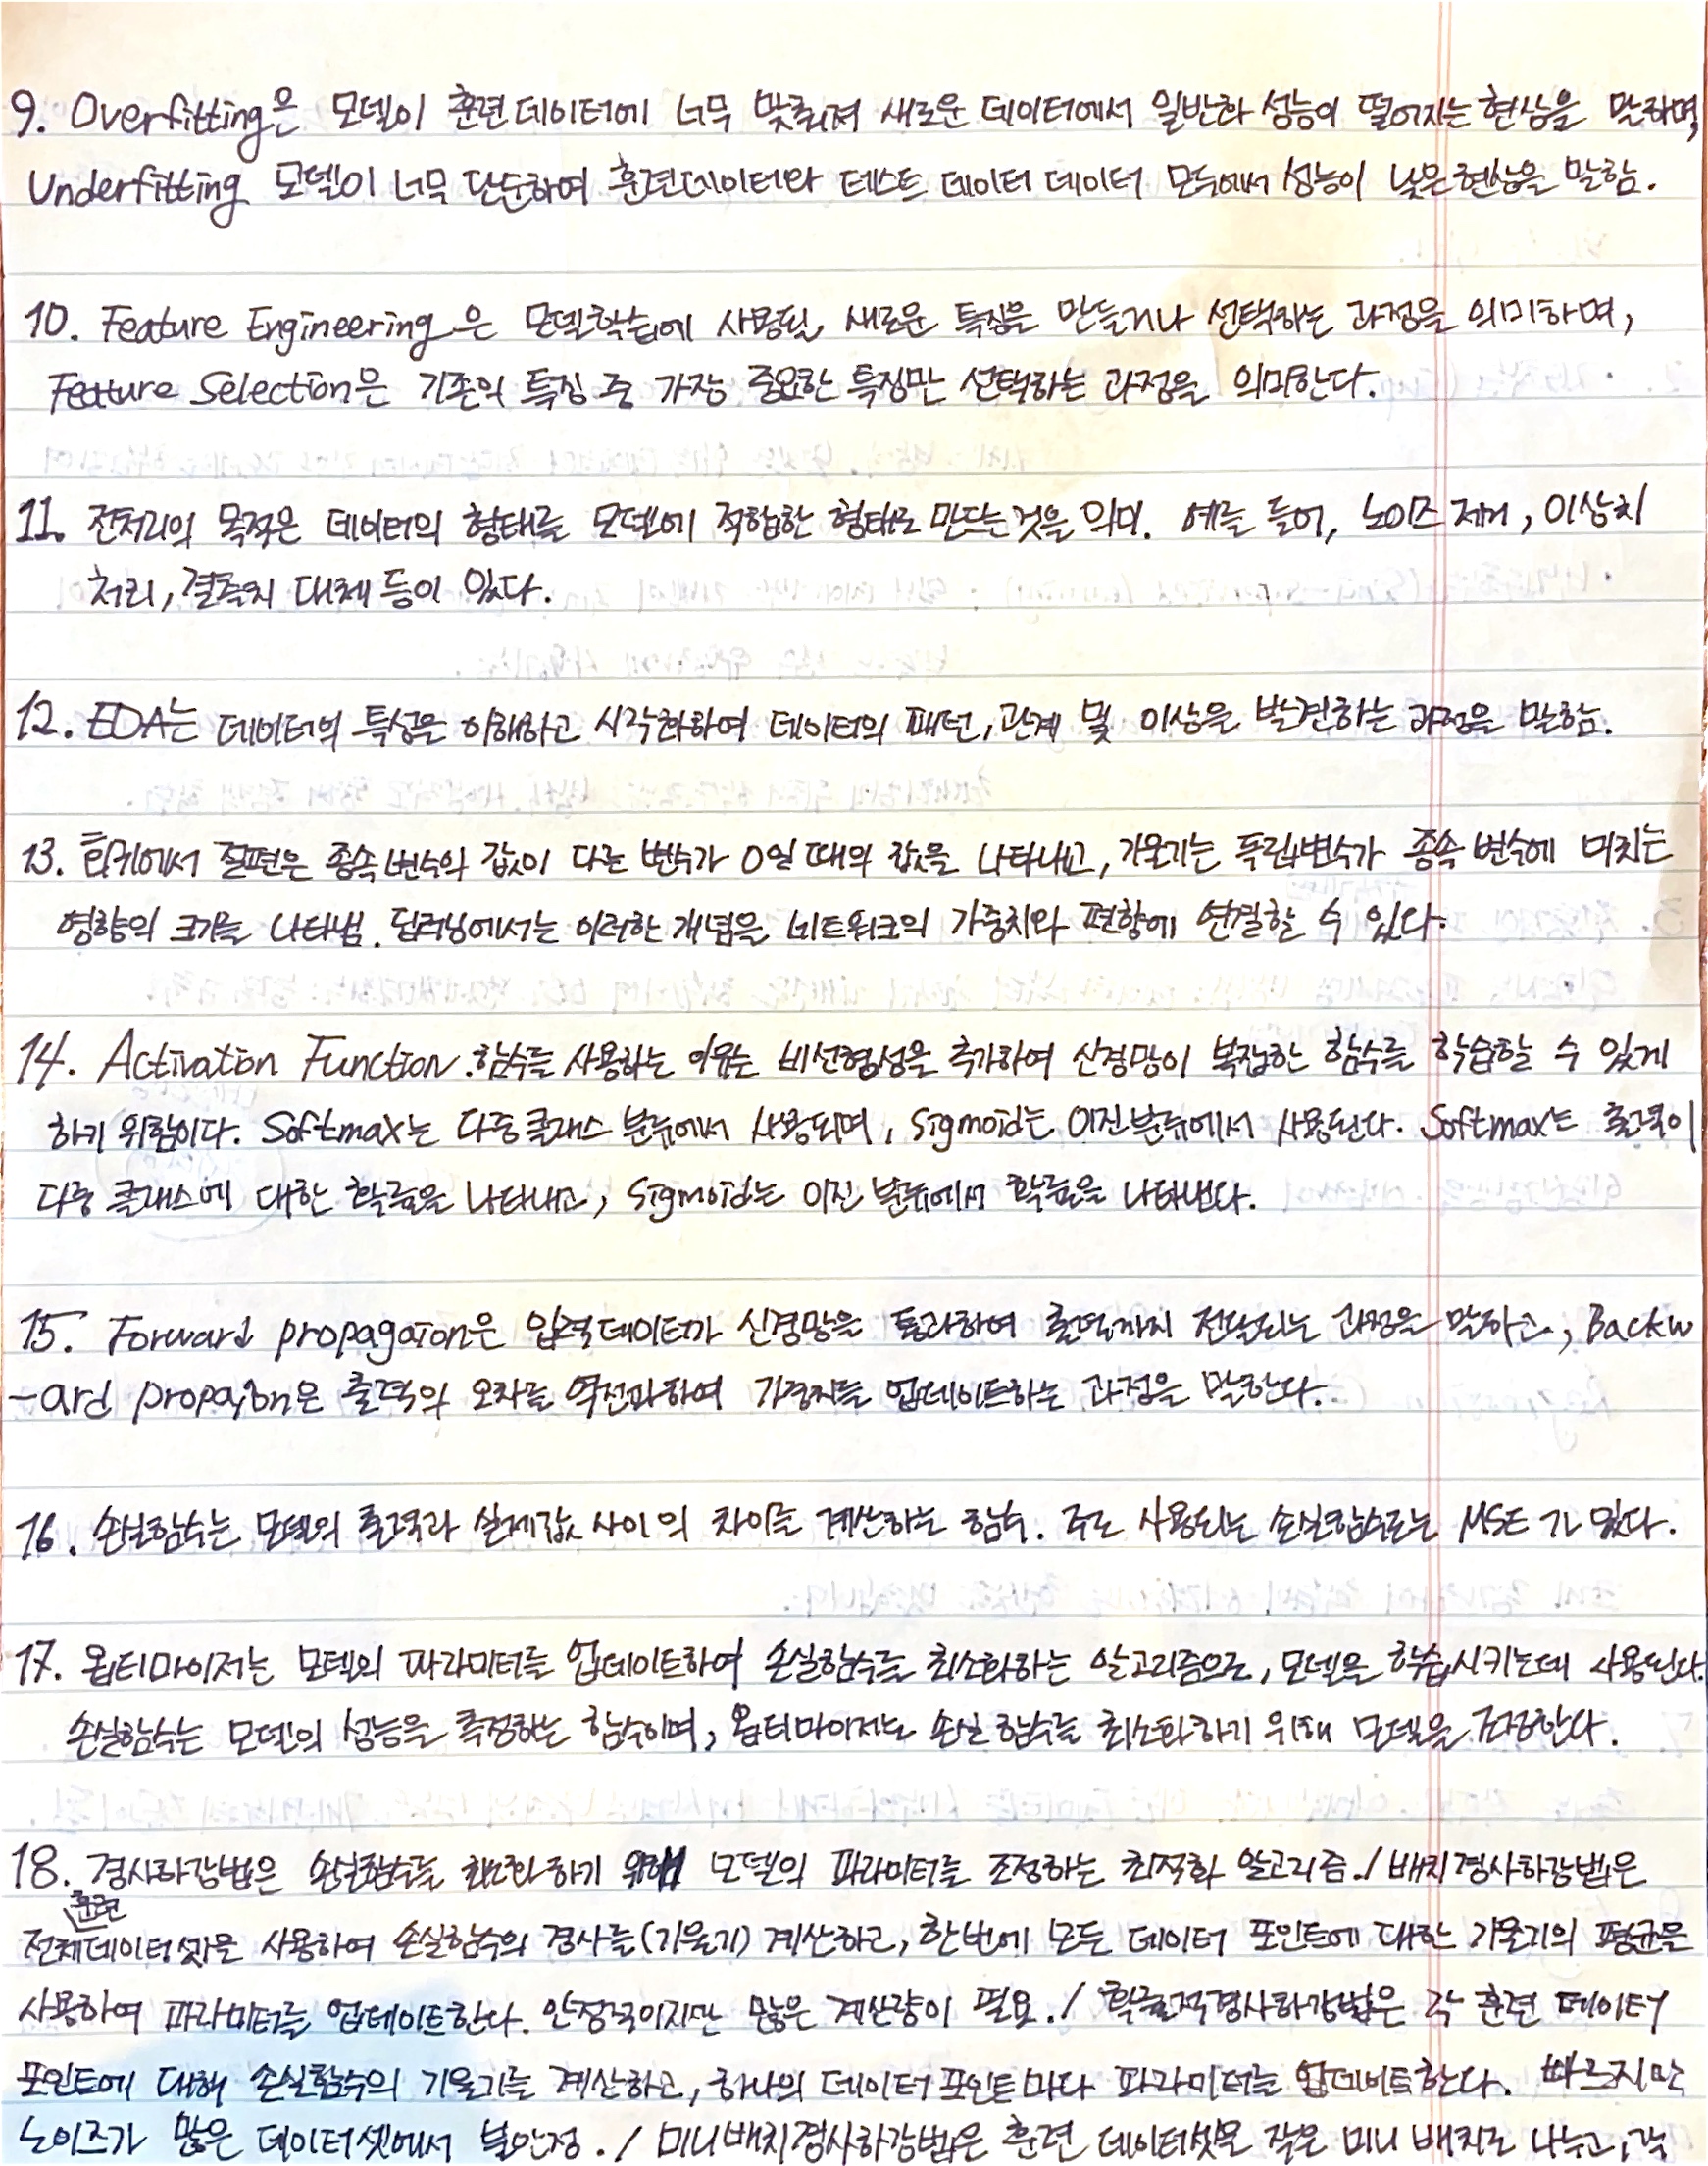 9. Overfitting은 모델이 훈련데이터에 너무 맞춰져 새로운 데이터에서 일반화 성능이 떨어지는 현상을 말하며,
Underfitting 모델이 너무 단순하여 훈련데이터와 테스트 데이터 데이터 모두에서 성능이 낮은현상을 말함.
10. Feature Engineering은 모델학습에 사용될 새로운 특징을 만들거나 선택하는 과정을 의미하며,
Feature Selection은 기존의 특징 중 가장 중요한 특징만 선택하는 과정을 의미한다.
11. 전처리의 목적은 데이터의 형태를 모델에 적합한 형태로 만드는것을 의미. 예를 들어, 노이즈 제거, 이상치
처리, 결측치 대체 등이 있다.
12. EDA는 데이터의 특성을 이해하고 시각화하여 데이터의 패턴, 관계 및 이상을 발견하는 과정을 말함.
13. 회귀에서 절편은 종속변수의 값이 다른 변수가 0일 때의 값을 나타내고, 기울기는 독립변수가 종속 변수에 미치는
영향의 크기를 나타냄. 딥러닝에서는 이러한 개념을 네트워크의 가중치와 편향에 연결할 수 있다.
14. Activation Function.함수를 사용하는 이유는 비선형성을 추가하여 신경망이 복잡한 함수를 학습할 수 있게
하키 위함이다. Softmax는 다중클래스 분류에서 사용되며, Sigmoid는 이진분류에서 사용된다. Softmax는 출력이
다중 클래스에 대한 확률을 나타내고, Sigmoid는 이진 분류에서 확률을 나타낸다.
15. Forward propagaion은 입력데이터가 신경망을 통과하여 출력까지 전달되는 과정을 말하고, Backw
-ard propagion은 출력의 오차를 역전파하여 가중치를 업데이트하는 과정을 말한다.
16. 손실함수는 모델의 출력과 실제값 사이의 차이를 계산하는 함수. 주로 사용되는 손실함수로는 MSE가 있다.
17. 옵티마이저는 모델의 파라미터를 업데이트하여 손실함수를 최소화하는 알고리즘으로, 모델을 학습시키는데 사용된다.
손실함수는 모델의 성능을 측정하는 함수이며, 옵티마이저는 손실 함수를 최소화하기 위해 모델을 조정한다.
18. 경사하강법은 손실함수를 최소화하기 위해 모델의 파라미터를 조정하는 최적화 알고리즘./배치경사하강법은
전체훈련데이터셋을 사용하여 손실함수의 경사를(기울기) 계산하고, 한번에 모든 데이터 포인트에 대한 기울기의 평균을
사용하여 파라미터를 업데이트한다. 안정적이지만 많은 계산량이 필요./ 확률적경사하강법은 각 훈련 데이터
포인트에 대해 손실함수의 기울기를 계산하고, 하나의 데이터 포인트마다 파라미터를 업데이트한다. 빠르지만
노이즈가 많은 데이터셋에서 불안정./ 미니배치경사하강법은 훈련 데이터셋을 작은 미니 배치로 나누고, 각